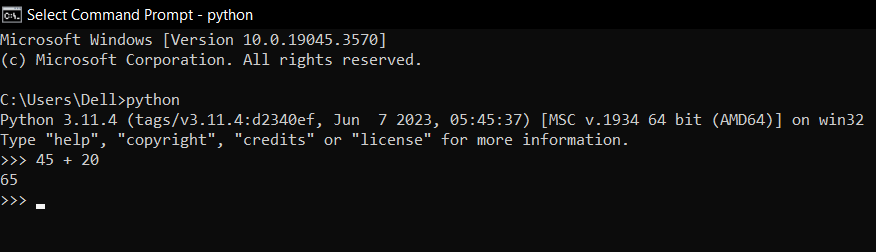 Select Command Prompt - python
Microsoft Windows [Version 10.0.19045.3570]
(c) Microsoft Corporation. All rights reserved.
C:\Users\Dell>python
Python 3.11.4 (tags/v3.11.4:d2340ef, Jun  7 2023, 05:45:37) [MSC v.1934 64 bit (AMD64)] on win32
Type "help", "copyright", "credits" or "license" for more information.
>>> 45 + 20
65
>>>